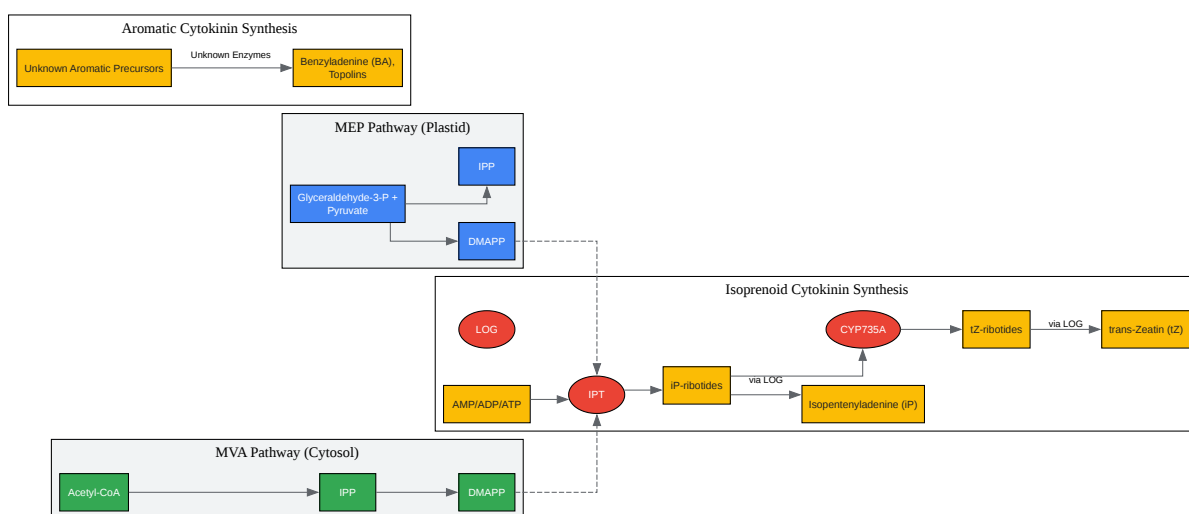 Aromatic Cytokinin Synthesis
Unknown Aromatic Precursors
Unknown Enzymes
Benzyladenine (BA),
Topolins
MEP Pathway (Plastid)
IPP
Glyceraldehyde-3-P +
Pyruvate
DMAPP
Isoprenoid Cytokinin Synthesis
LOG
CYP735A
tZ-ribotides
via LOG
trans-Zeatin (tZ)
AMP/ADP/ATP
IPT
iP-ribotides
via LOG
Isopentenyladenine (iP)
MVA Pathway (Cytosol)
Acetyl-CoA
IPP
DMAPP